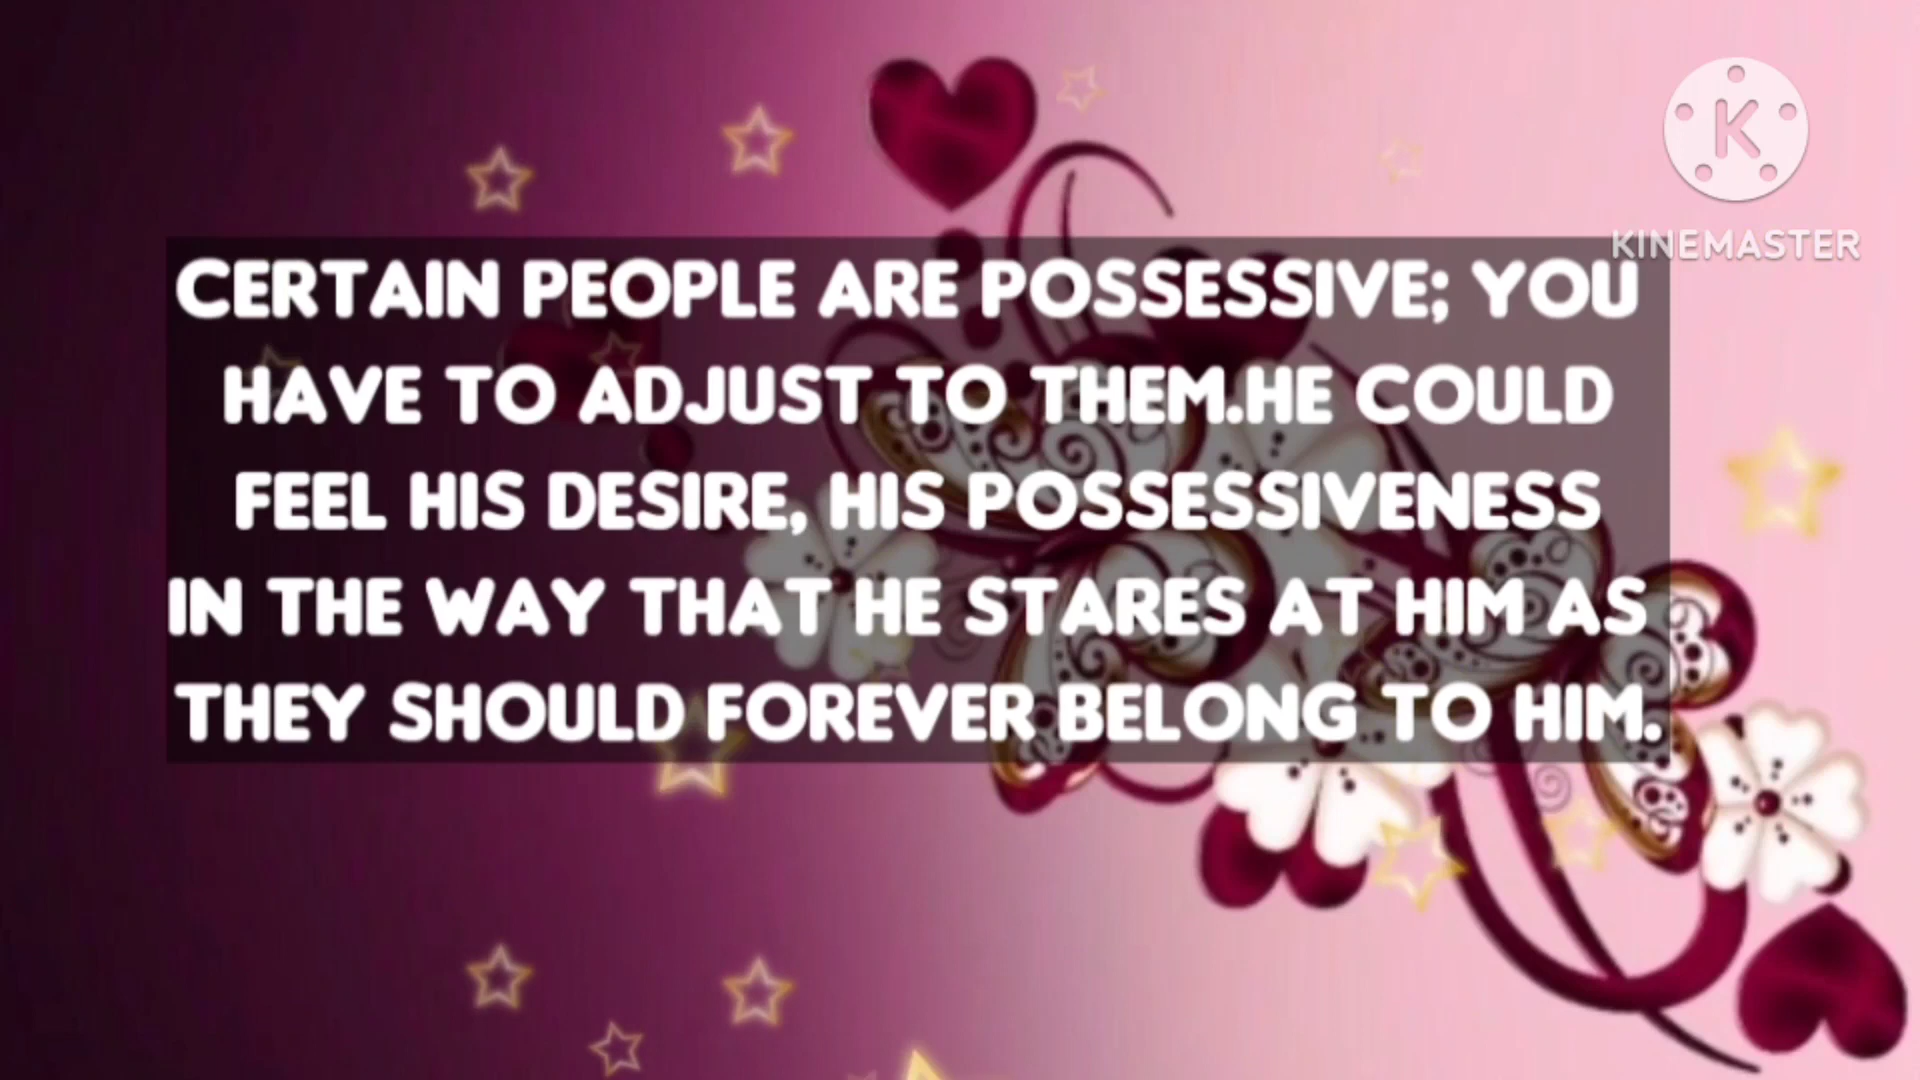 K
KINEMASTER
CERTAIN PEOPLE ARE POSSESSIVE; YOU
HAVE TO ADJUST TO THEM.HE COULD
FEEL HIS DESIRE, HIS POSSESSIVENESS
IN THE WAY THAT HE STARES AT HIM AS
THEY SHOULD FOREVER BELONG TO HIM.